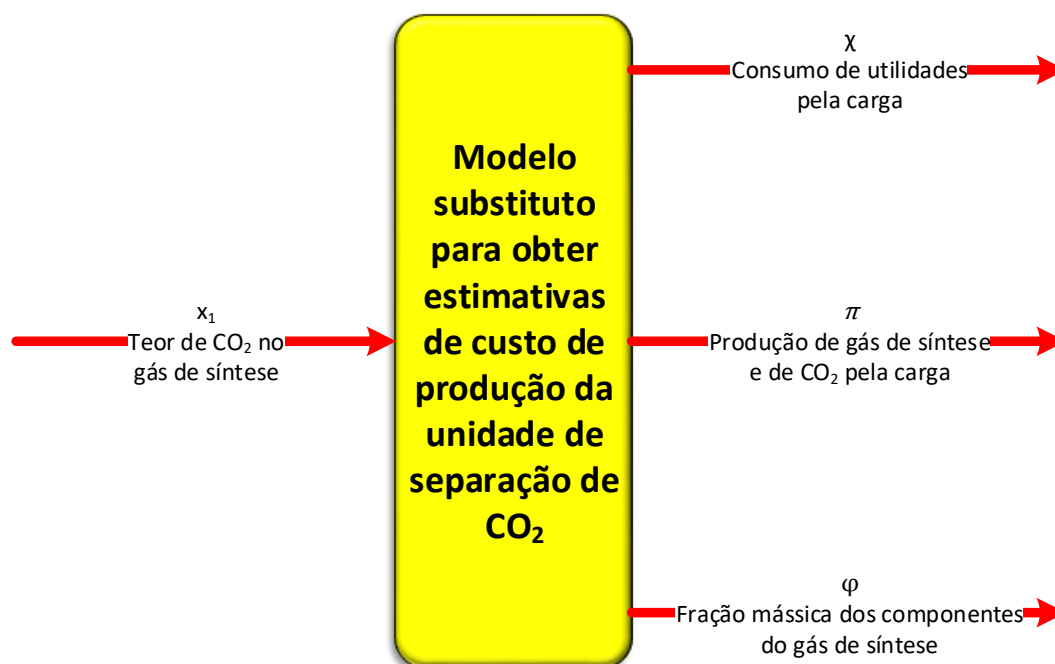 x₁
Teor de CO₂ no
gás de síntese
Modelo
substituto
para obter
estimativas
de custo de
produção da
unidade de
separação de
CO₂
χ
Consumo de utilidades
pela carga
π
Produção de gás de síntese
e de CO₂ pela carga
φ
Fração mássica dos componentes
do gás de síntese